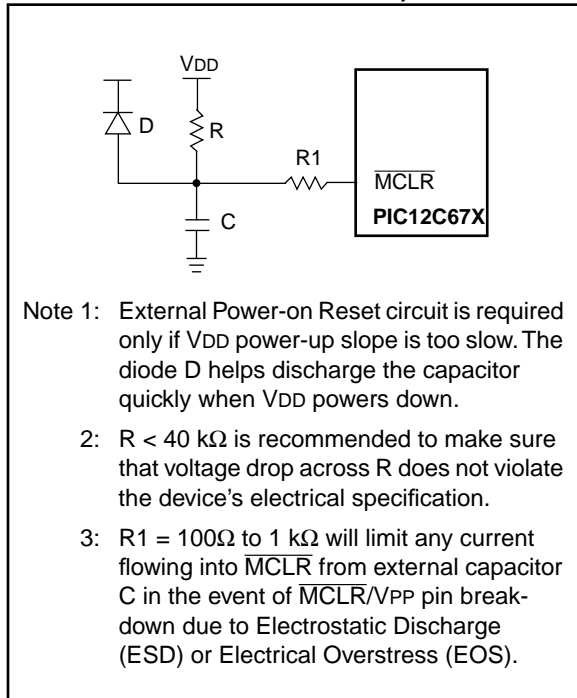 VDD
D
R
R1
MCLR
PIC12C67X
C
Note 1: External Power-on Reset circuit is required
only if VDD power-up slope is too slow. The
diode D helps discharge the capacitor
quickly when VDD powers down.
2: R < 40 kΩ is recommended to make sure
that voltage drop across R does not violate
the device's electrical specification.
3: R1 = 100Ω to 1 kΩ will limit any current
flowing into MCLR from external capacitor
C in the event of MCLR/VPP pin break-
down due to Electrostatic Discharge
(ESD) or Electrical Overstress (EOS).